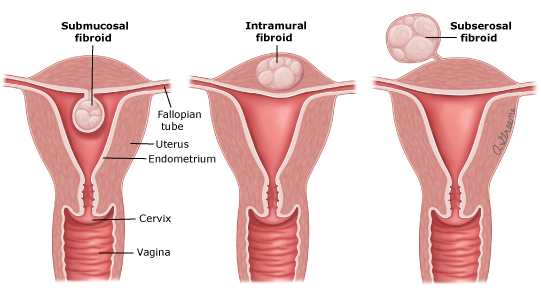 Submucosal
fibroid
Intramural
fibroid
Subserosal
fibroid
Fallopian
tube
Uterus
Endometrium
Cervix
Vagina